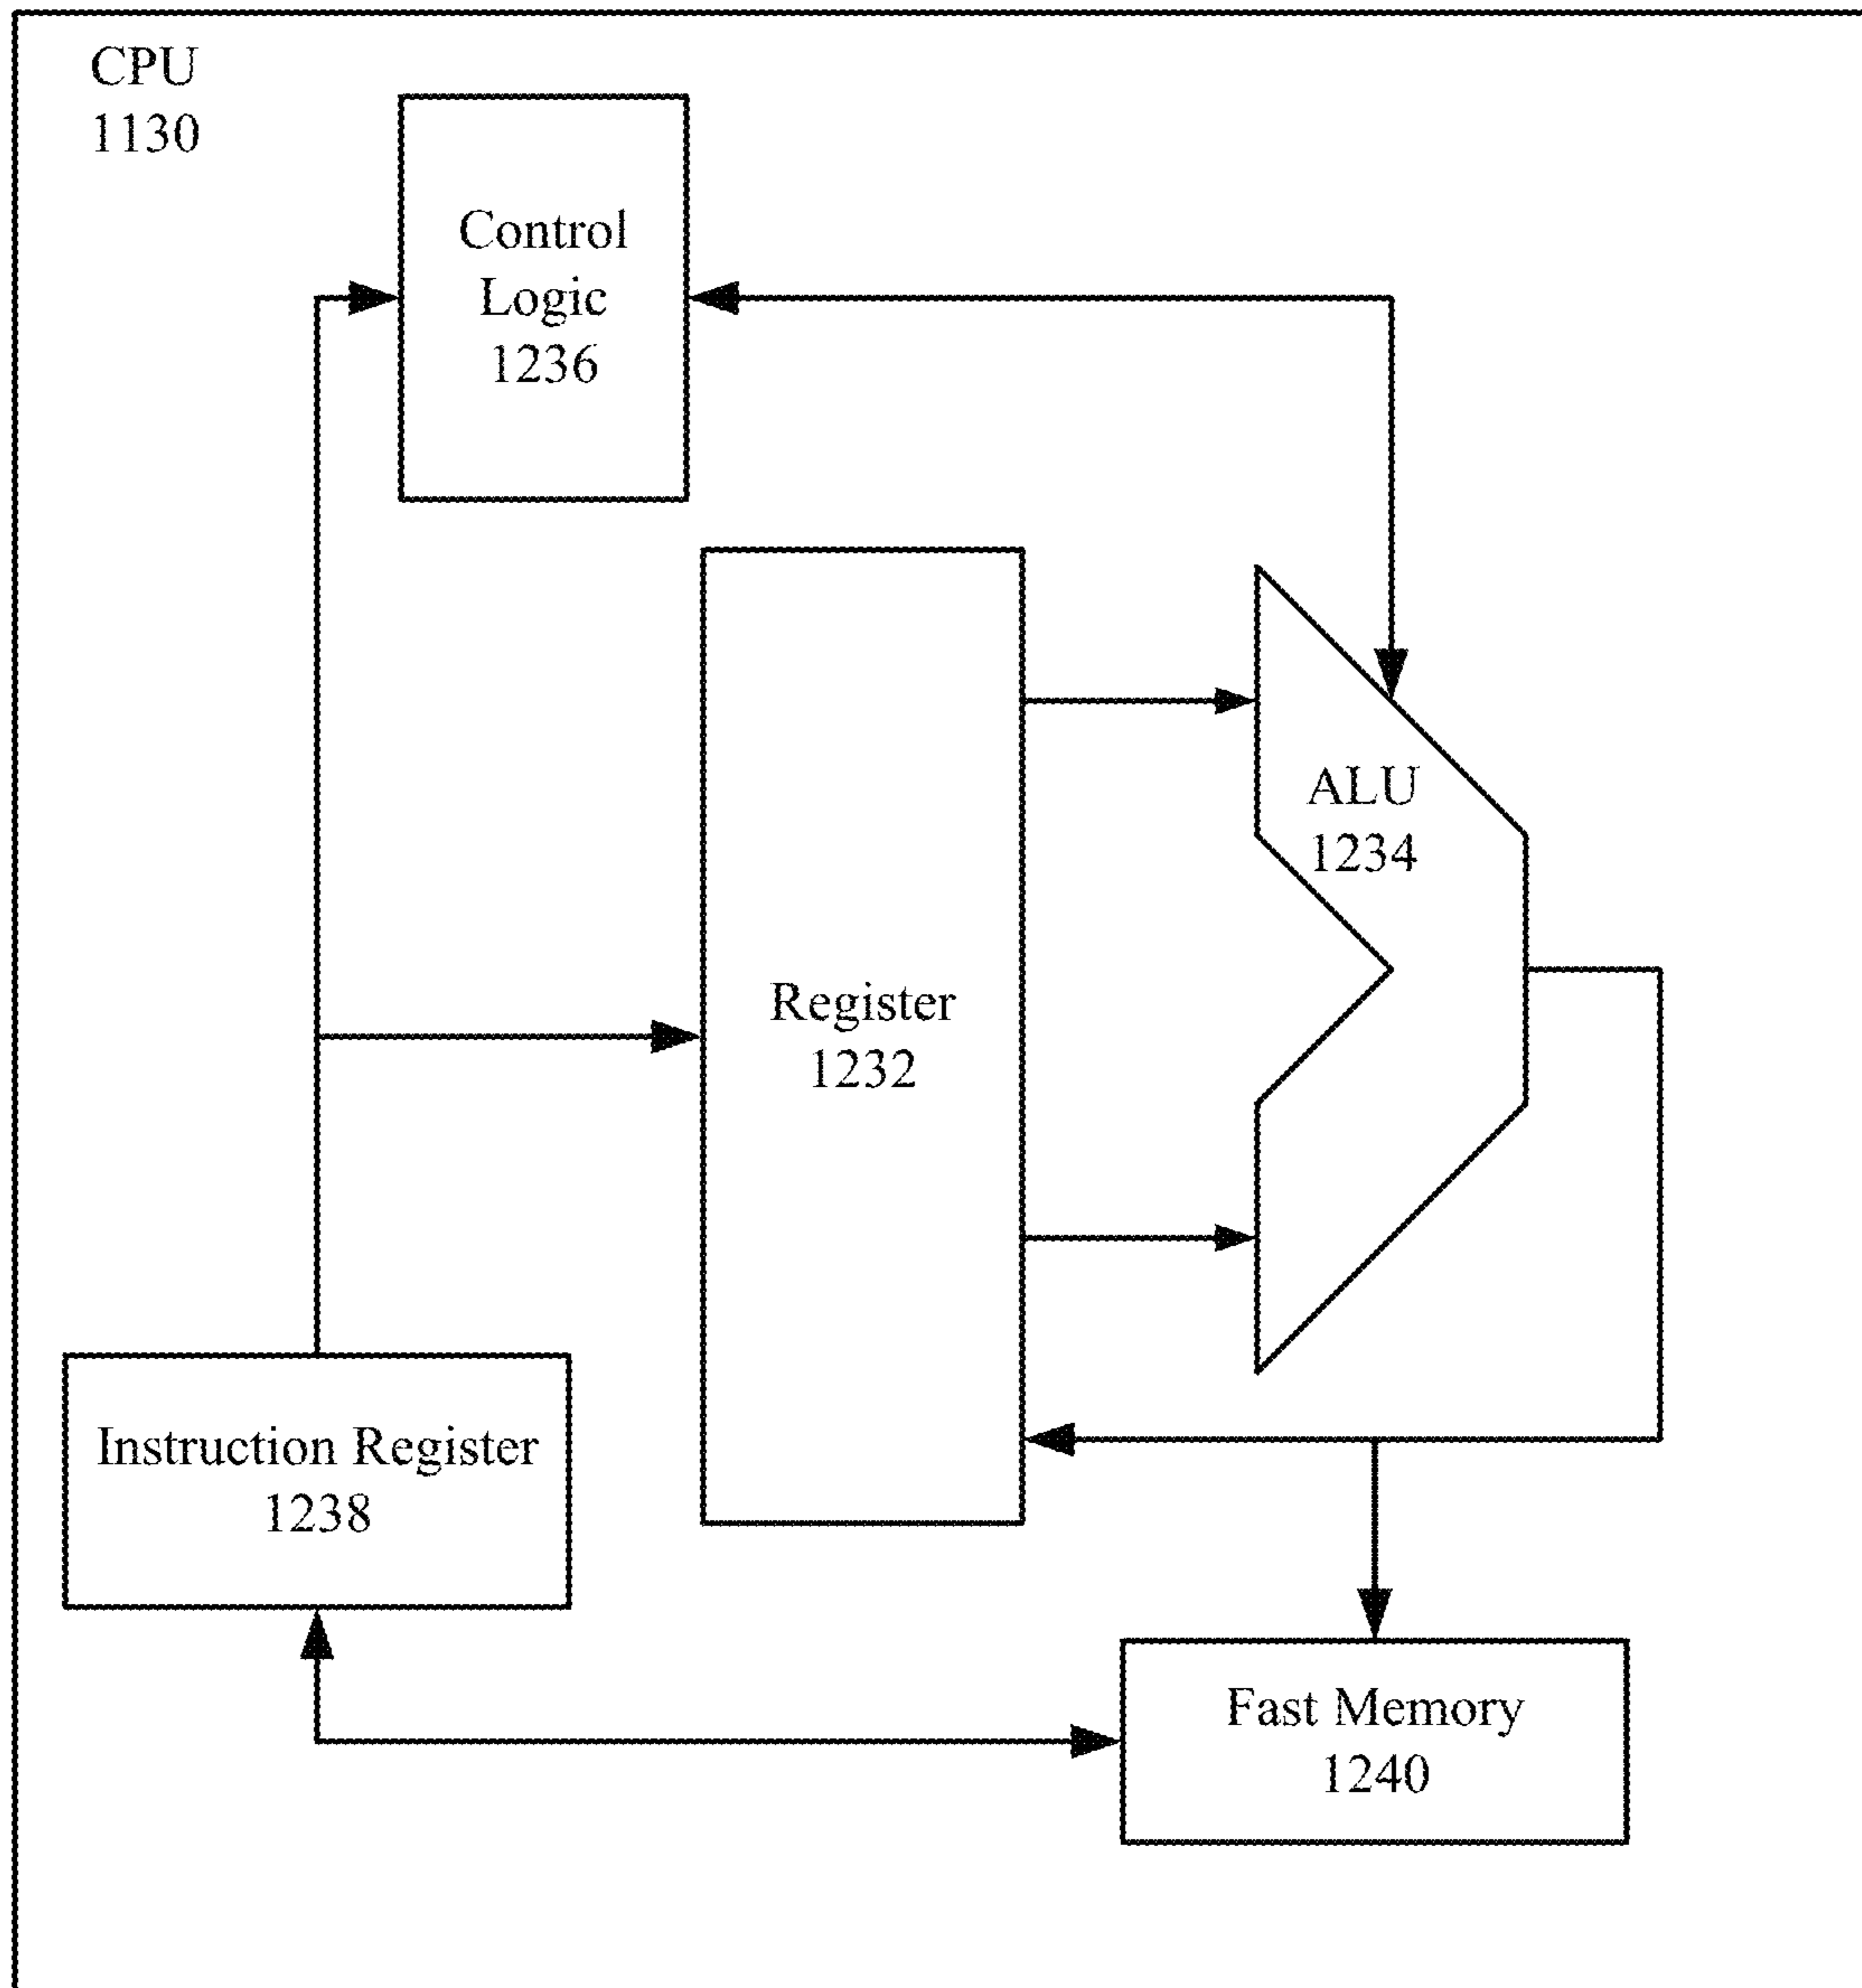 CPU
1130
Control
Logic
1236
ALU
1234
Register
1232
Instruction Register
1238
Fast Memory
1240